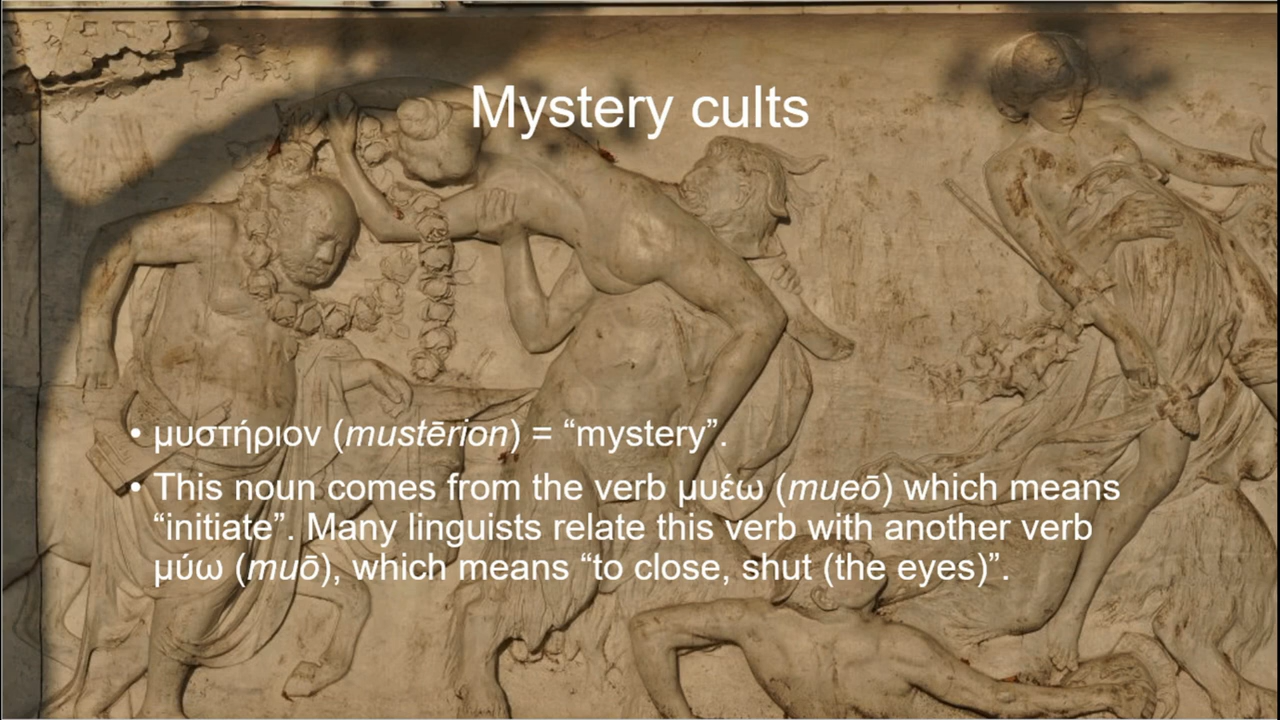 Mystery cults
• μυστήριον (mustērion) = “mystery”.
• This noun comes from the verb μυέω (mueō) which means
“initiate”. Many linguists relate this verb with another verb
μύω (muō), which means “to close, shut (the eyes)”.